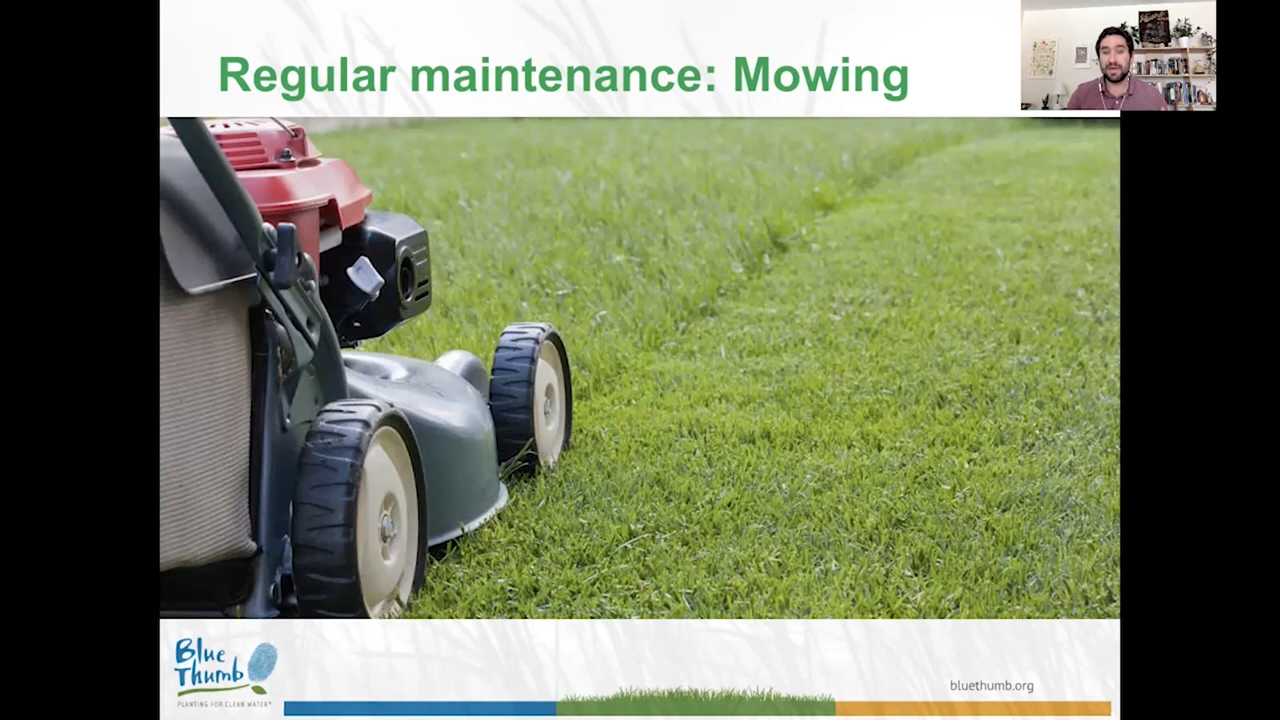 Regular maintenance: Mowing
Blue
Thumb
PLANTING FOR CLEAN WATER
bluethumb.org